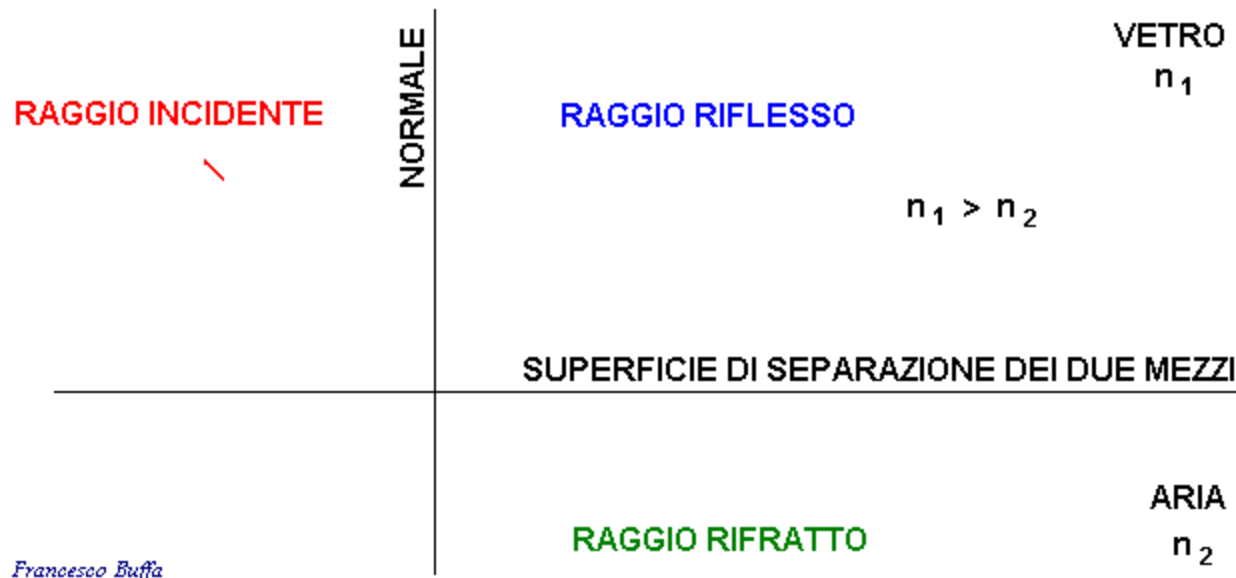 VETRO
n1
NORMALE
RAGGIO INCIDENTE
RAGGIO RIFLESSO
n1 > n2
SUPERFICIE DI SEPARAZIONE DEI DUE MEZZI
ARIA
n2
RAGGIO RIFRATTO
Francesco Buffa